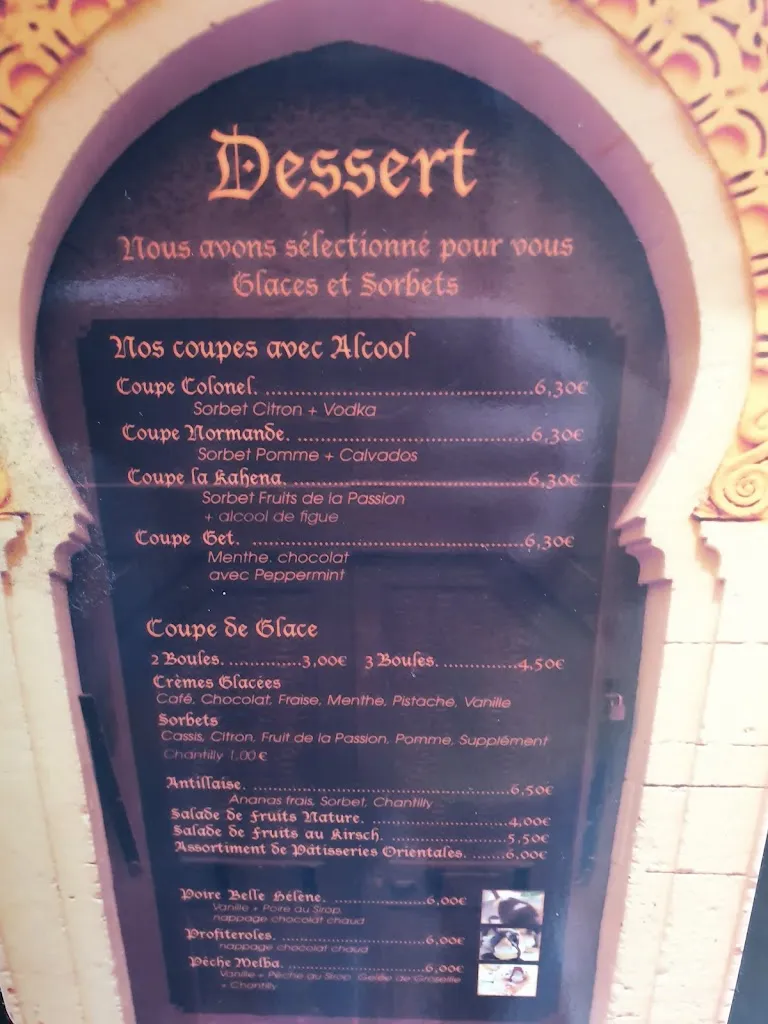 Dessert
Nous avons sélectionné pour vous
Glaces et Sorbets
Nos coupes avec Alcool
Coupe Colonel. ..........................................6,30€
Sorbet Citron + Vodka
Coupe Normande. ....................................6,30€
Sorbet Pomme + Calvados
Coupe la Kahena. .....................................6,30€
Sorbet Fruits de la Passion
+ alcool de figue
Coupe Get. ............................................6,30€
Menthe. chocolat
avec Peppermint
Coupe de Glace
2 Boules. .............3,00€ 3 Boules. .............4,50€
Crèmes Glacées
Café, Chocolat, Fraise, Menthe, Pistache, Vanille
Sorbets
Cassis, Citron, Fruit de la Passion, Pomme, Supplément
Chantilly 1,00 €
Antillaise. ..............................................6,50€
Ananas frais, Sorbet, Chantilly
Salade de Fruits Nature. .........................4,00€
Salade de Fruits au Kirsch. .....................5,50€
Assortiment de Pâtisseries Orientales. .......6,00€
Poire Belle Hélène. ....................6,00€
Vanille + Poire au Sirop
nappage chocolat chaud
Profiteroles. ..............................6,00€
nappage chocolat chaud
Pêche Melba. ............................6,00€
Vanille + Pêche au Sirop, Gelée de Groseille
+ Chantilly